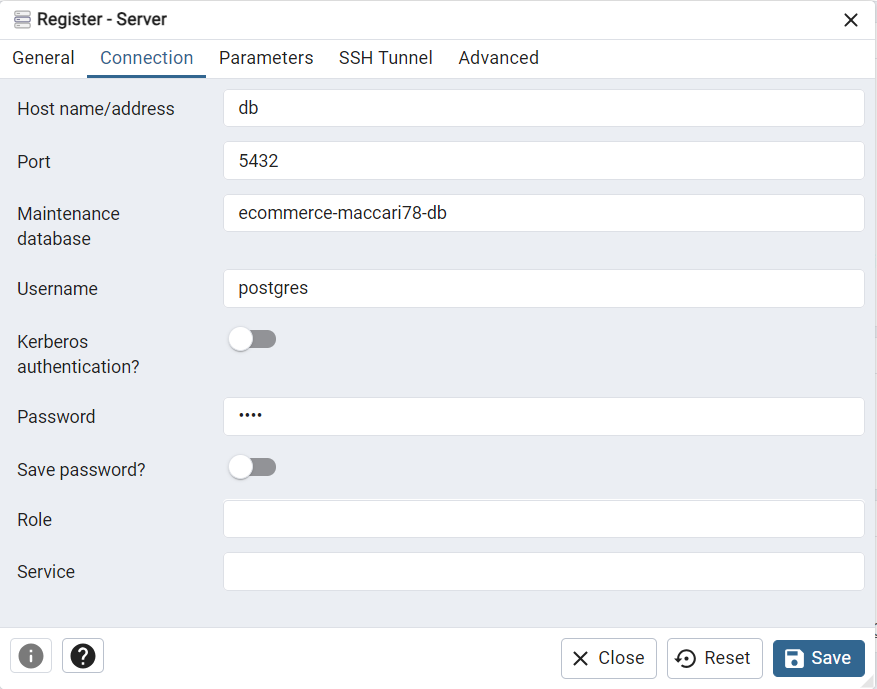 Register - Server
General Connection Parameters SSH Tunnel Advanced
Host name/address db
Port 5432
Maintenance
database ecommerce-maccari78-db
Username postgres
Kerberos
authentication?
Password ••••
Save password?
Role
Service
Close Reset Save